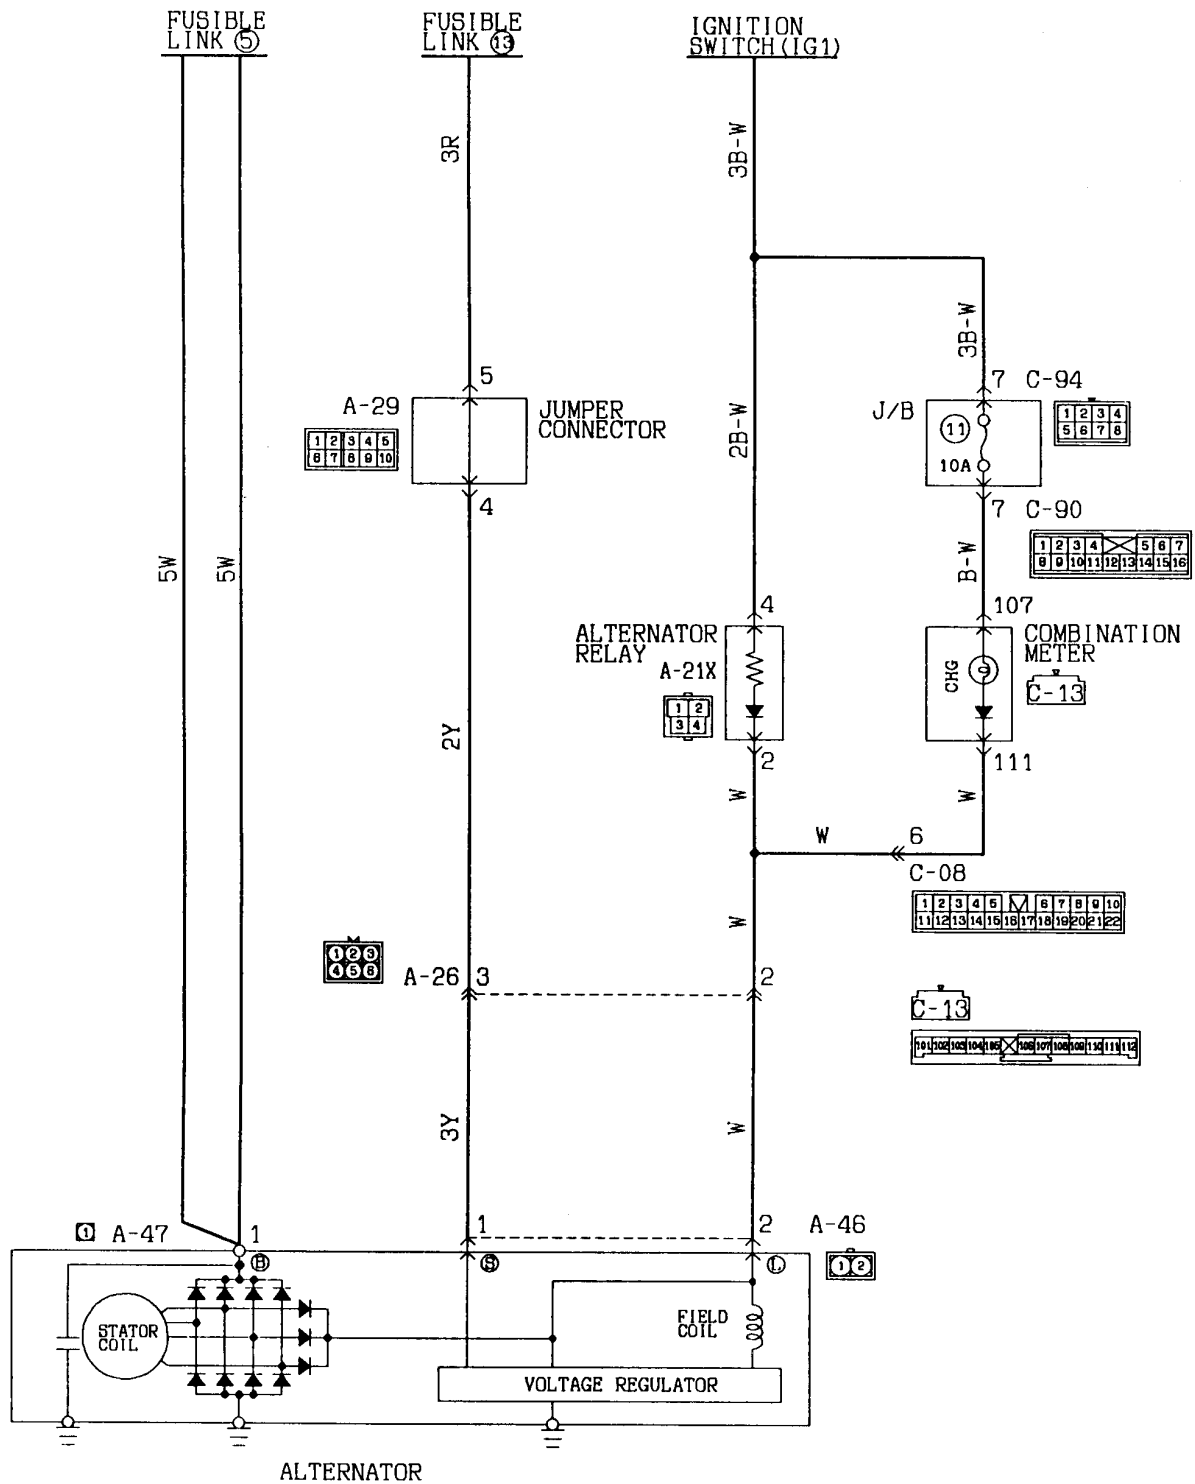 FUSIBLE
LINK ⑤
FUSIBLE
LINK ⑬
IGNITION
SWITCH(IG1)
3R
3B-W
3B-W
5
7 C-94
A-29
JUMPER
CONNECTOR
J/B
⑪
10A
1 2 3 4
5 6 7 8
1 2 3 4 5
6 7 8 9 10
2B-W
4
7 C-90
1 2 3 4 5 6 7
8 9 10 11 12 13 14 15 16
5W
5W
B-W
4
107
ALTERNATOR
RELAY
A-21X
1 2
3 4
CHG
COMBINATION
METER
C-13
2Y
2
111
W
W
W
6
C-08
1 2 3 4 5 6 7 8 9 10
11 12 13 14 15 16 17 18 19 20 21 22
W
1 2 3
4 5 6
A-26 3
2
C-13
101 102 103 104 105 106 107 108 109 110 111 112
3Y
W
① A-47
1
1
2
A-46
1 2
Ⓑ
Ⓢ
Ⓛ
STATOR
COIL
FIELD
COIL
VOLTAGE REGULATOR
ALTERNATOR